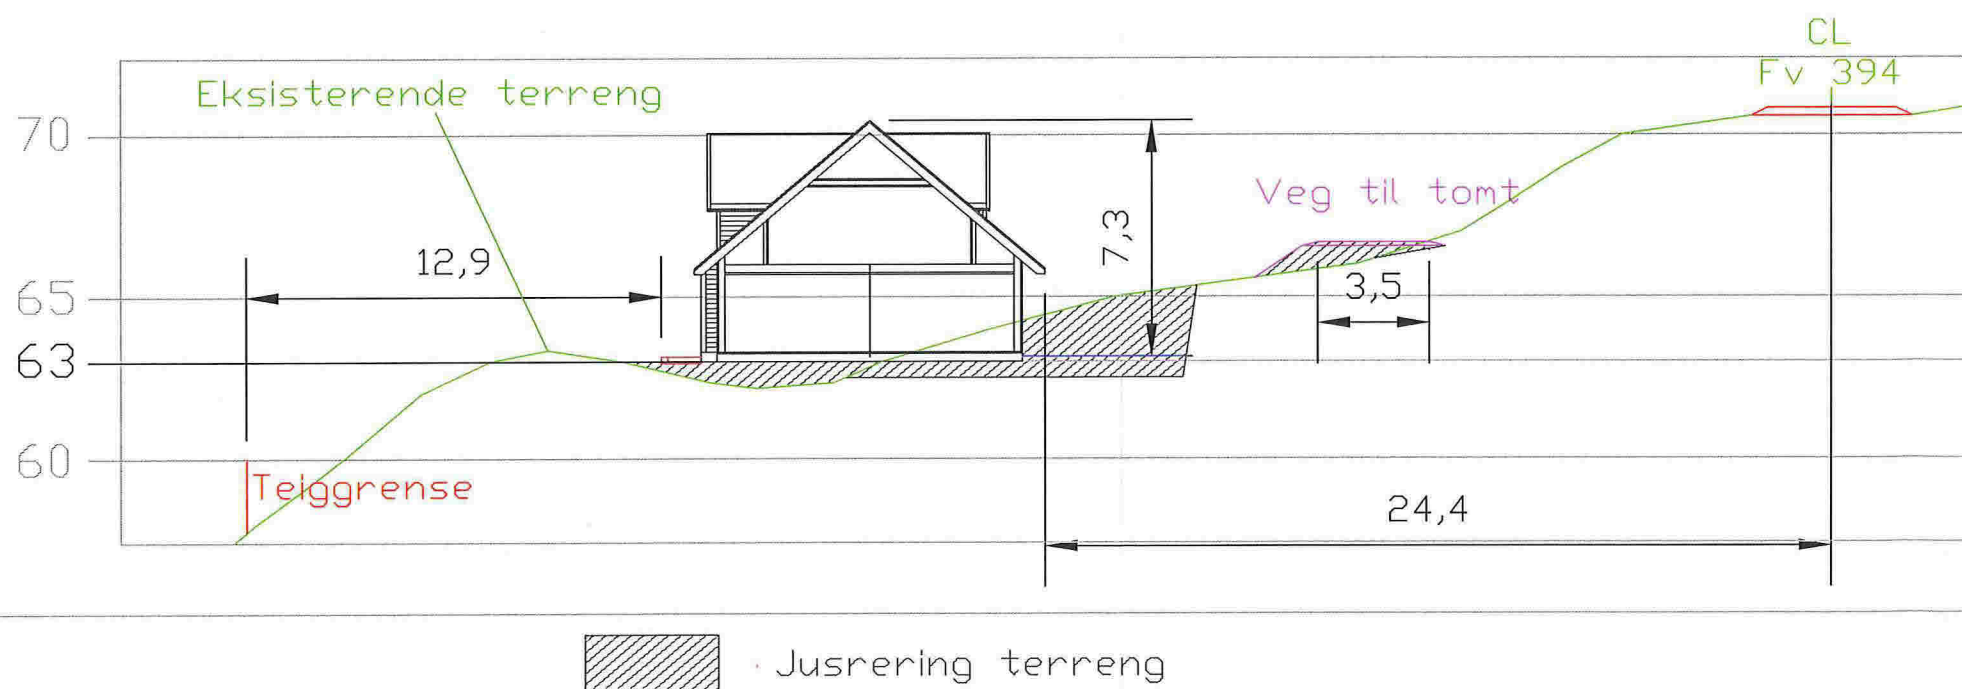 CL
Fv 394
Eksisterende terreng
70
Veg til tomt
7,3
12,9
65
3,5
63
60
Teiggrense
24,4
Jusrering terreng